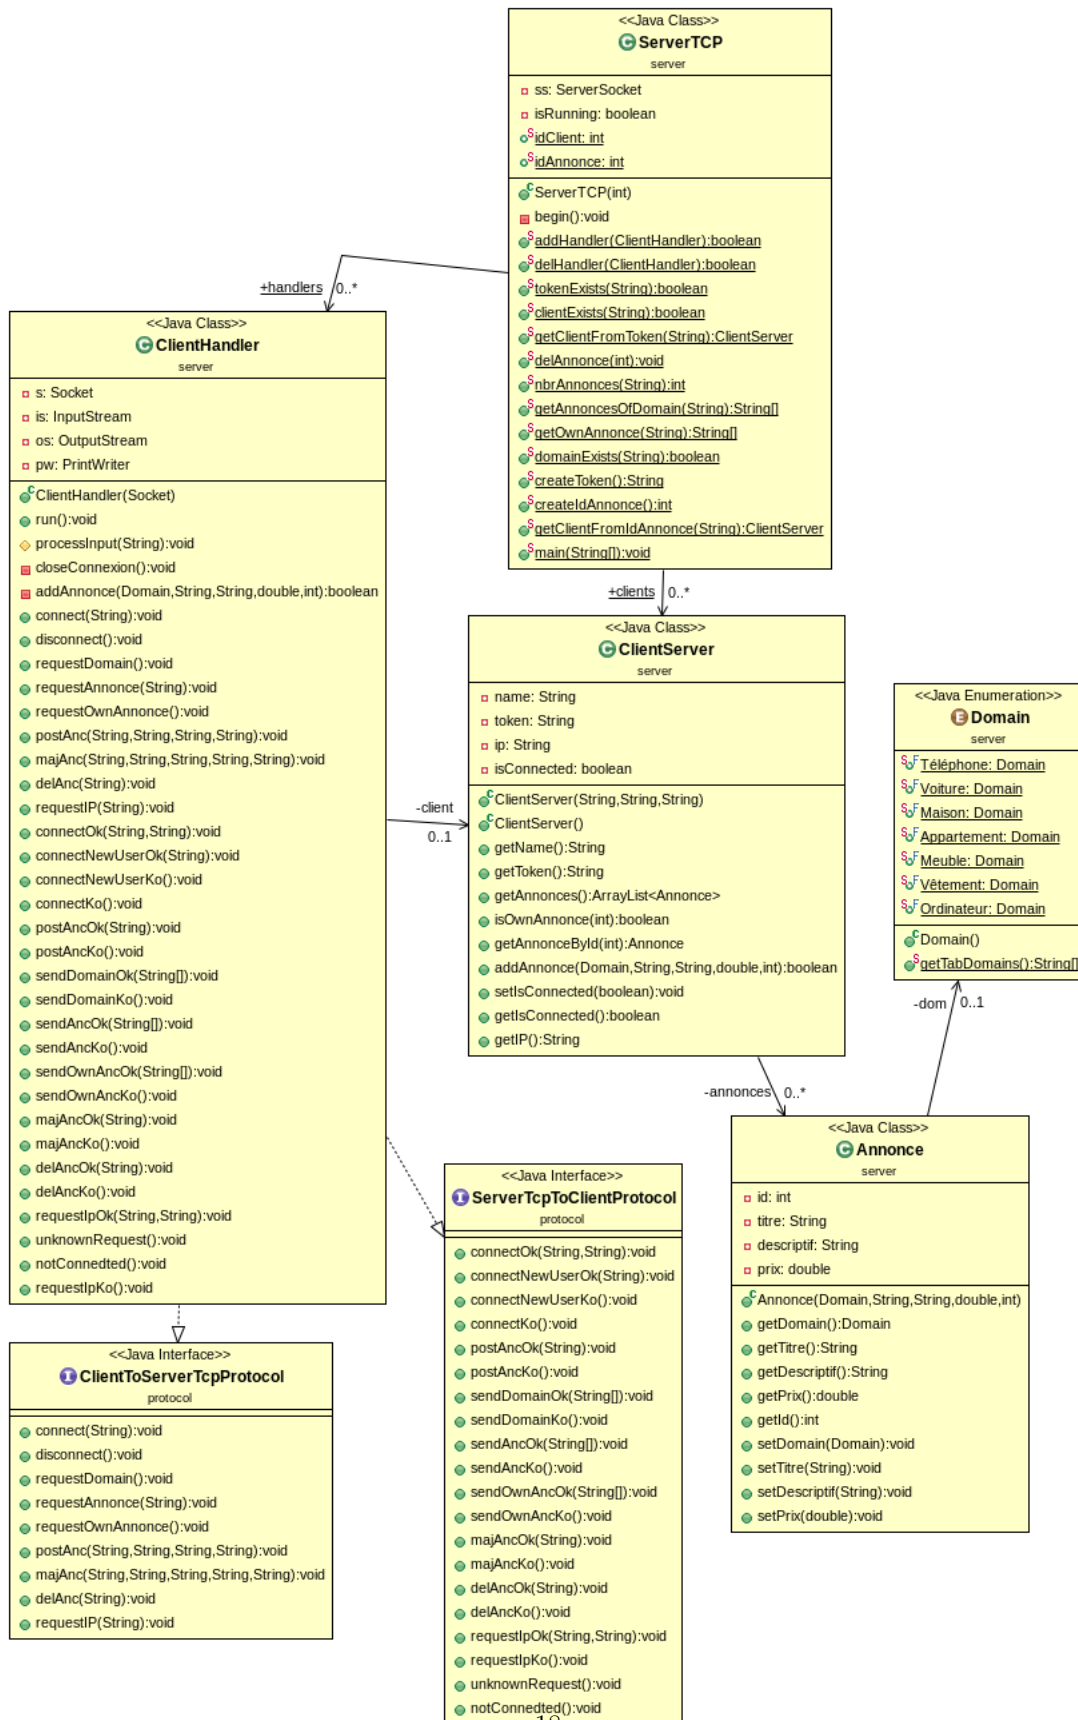 <<Java Class>>
ServerTCP
server
ss: ServerSocket
isRunning: boolean
idClient: int
idAnnonce: int
ServerTCP(int)
begin():void
addHandler(ClientHandler):boolean
delHandler(ClientHandler):boolean
tokenExists(String):boolean
clientExists(String):boolean
getClientFromToken(String):ClientServer
delAnnonce(int):void
nbrAnnonces(String):int
getAnnoncesOfDomain(String):String[]
getOwnAnnonce(String):String[]
domainExists(String):boolean
createToken():String
createIdAnnonce():int
getClientFromIdAnnonce(String):ClientServer
main(String[]):void
+handlers 0..*
<<Java Class>>
ClientHandler
server
s: Socket
is: InputStream
os: OutputStream
pw: PrintWriter
ClientHandler(Socket)
run():void
processInput(String):void
closeConnexion():void
addAnnonce(Domain,String,String,double,int):boolean
connect(String):void
disconnect():void
requestDomain():void
requestAnnonce(String):void
requestOwnAnnonce():void
postAnc(String,String,String,String):void
majAnc(String,String,String,String,String):void
delAnc(String):void
requestIP(String):void
connectOk(String,String):void
connectNewUserOk(String):void
connectNewUserKo():void
connectKo():void
postAncOk(String):void
postAncKo():void
sendDomainOk(String[]):void
sendDomainKo():void
sendAncOk(String[]):void
sendAncKo():void
sendOwnAncOk(String[]):void
sendOwnAncKo():void
majAncOk(String):void
majAncKo():void
delAncOk(String):void
delAncKo():void
requestIpOk(String,String):void
unknownRequest():void
notConnedted():void
requestIpKo():void
+clients 0..*
<<Java Class>>
ClientServer
server
name: String
token: String
ip: String
isConnected: boolean
ClientServer(String,String,String)
ClientServer()
getName():String
getToken():String
getAnnonces():ArrayList<Annonce>
isOwnAnnonce(int):boolean
getAnnonceById(int):Annonce
addAnnonce(Domain,String,String,double,int):boolean
setIsConnected(boolean):void
getIsConnected():boolean
getIP():String
-client
0..1
<<Java Enumeration>>
Domain
server
Téléphone: Domain
Voiture: Domain
Maison: Domain
Appartement: Domain
Meuble: Domain
Vêtement: Domain
Ordinateur: Domain
Domain()
getTabDomains():String[]
-dom 0..1
-annonces 0..*
<<Java Class>>
Annonce
server
id: int
titre: String
descriptif: String
prix: double
Annonce(Domain,String,String,double,int)
getDomain():Domain
getTitre():String
getDescriptif():String
getPrix():double
getId():int
setDomain(Domain):void
setTitre(String):void
setDescriptif(String):void
setPrix(double):void
<<Java Interface>>
ServerTcpToClientProtocol
protocol
connectOk(String,String):void
connectNewUserOk(String):void
connectNewUserKo():void
connectKo():void
postAncOk(String):void
postAncKo():void
sendDomainOk(String[]):void
sendDomainKo():void
sendAncOk(String[]):void
sendAncKo():void
sendOwnAncOk(String[]):void
sendOwnAncKo():void
majAncOk(String):void
majAncKo():void
delAncOk(String):void
delAncKo():void
requestIpOk(String,String):void
requestIpKo():void
unknownRequest():void
notConnedted():void
<<Java Interface>>
ClientToServerTcpProtocol
protocol
connect(String):void
disconnect():void
requestDomain():void
requestAnnonce(String):void
requestOwnAnnonce():void
postAnc(String,String,String,String):void
majAnc(String,String,String,String,String):void
delAnc(String):void
requestIP(String):void